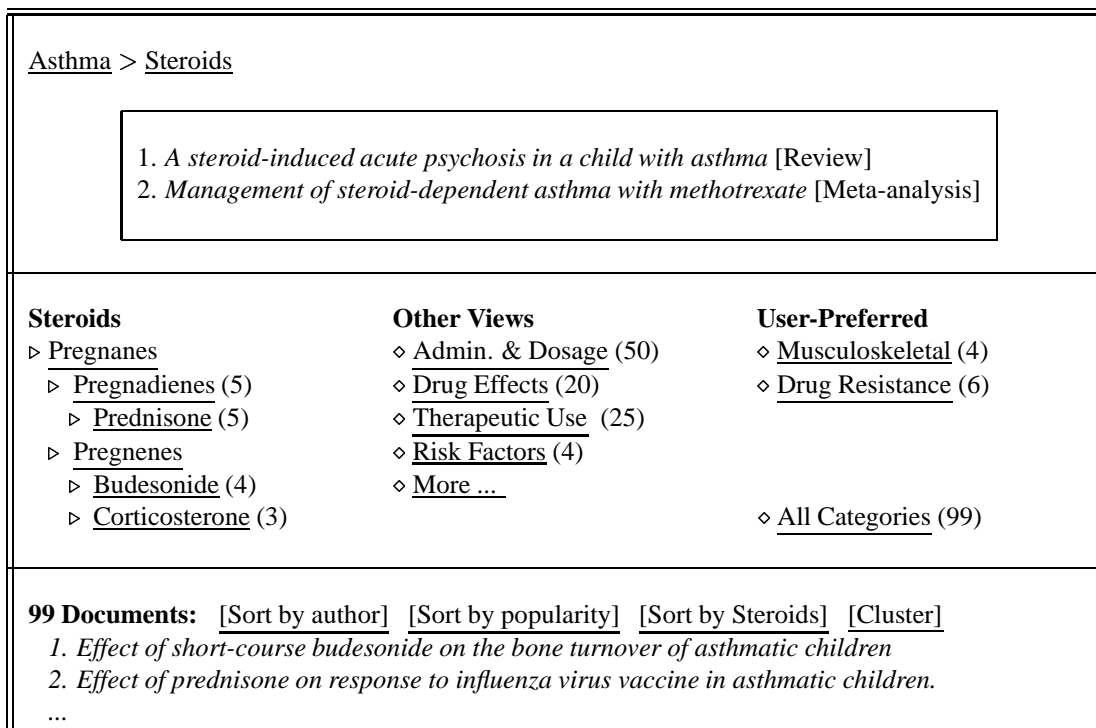 Asthma > Steroids
1. A steroid-induced acute psychosis in a child with asthma [Review]
2. Management of steroid-dependent asthma with methotrexate [Meta-analysis]
Steroids
▷ Pregnanes
▷ Pregnadienes (5)
▷ Prednisone (5)
▷ Pregnenes
▷ Budesonide (4)
▷ Corticosterone (3)
Other Views
⋄ Admin. & Dosage (50)
⋄ Drug Effects (20)
⋄ Therapeutic Use (25)
⋄ Risk Factors (4)
⋄ More ...
User-Preferred
⋄ Musculoskeletal (4)
⋄ Drug Resistance (6)
⋄ All Categories (99)
99 Documents: [Sort by author] [Sort by popularity] [Sort by Steroids] [Cluster]
1. Effect of short-course budesonide on the bone turnover of asthmatic children
2. Effect of prednisone on response to influenza virus vaccine in asthmatic children.
...